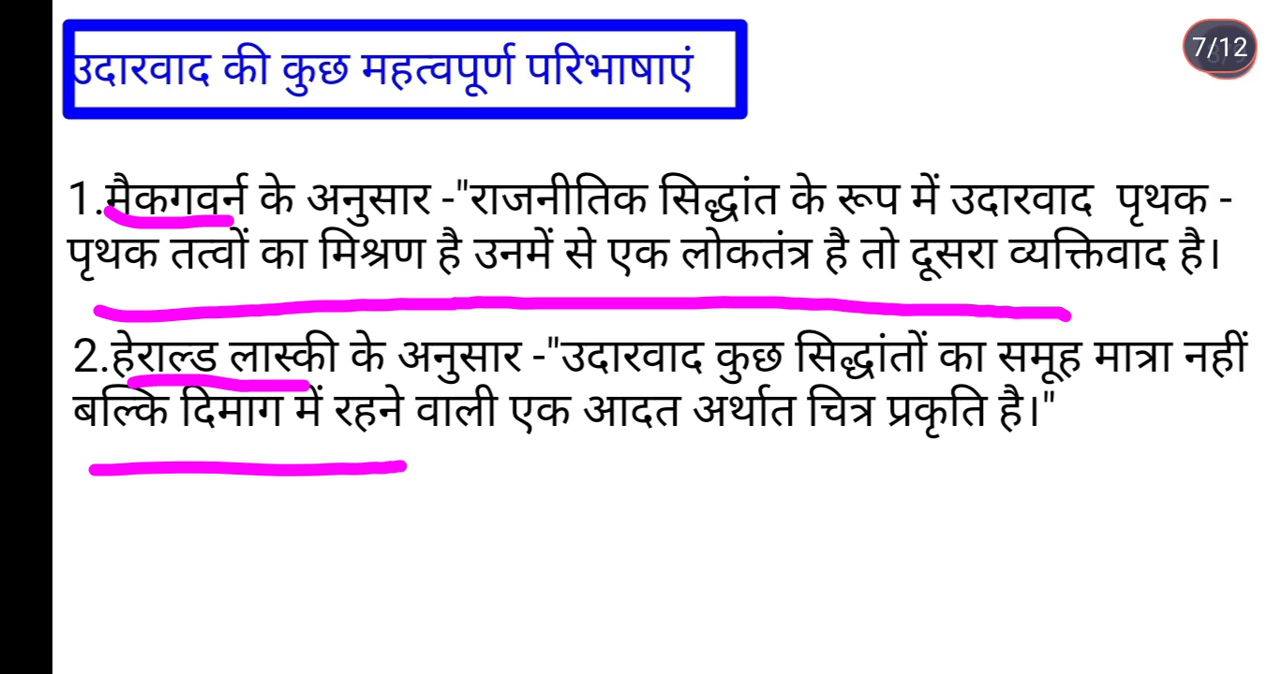 उदारवाद की कुछ महत्वपूर्ण परिभाषाएं
7/12
1.मैकगवर्न के अनुसार -"राजनीतिक सिद्धांत के रूप में उदारवाद पृथक -
पृथक तत्वों का मिश्रण है उनमें से एक लोकतंत्र है तो दूसरा व्यक्तिवाद है।
2.हेराल्ड लास्की के अनुसार -"उदारवाद कुछ सिद्धांतों का समूह मात्रा नहीं
बल्कि दिमाग में रहने वाली एक आदत अर्थात चित्र प्रकृति है।"